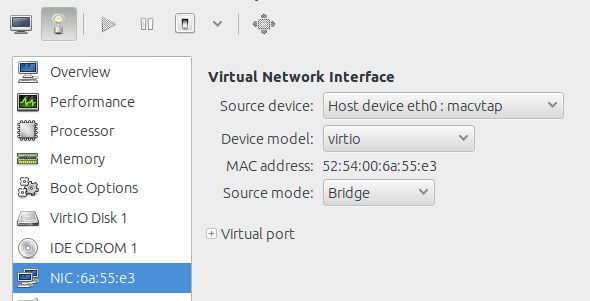 Overview
Performance
Processor
Memory
Boot Options
VirtIO Disk 1
IDE CDROM 1
NIC :6a:55:e3
Virtual Network Interface
Source device: Host device eth0 : macvtap
Device model: virtio
MAC address: 52:54:00:6a:55:e3
Source mode: Bridge
Virtual port